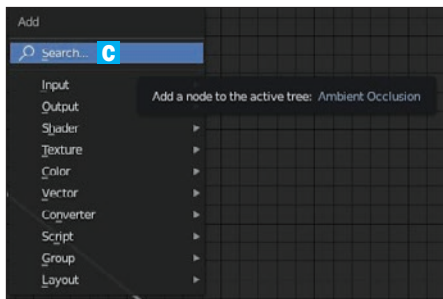 Add
Search... C
Input
Add a node to the active tree: Ambient Occlusion
Output
Shader
Texture
Color
Vector
Converter
Script
Group
Layout